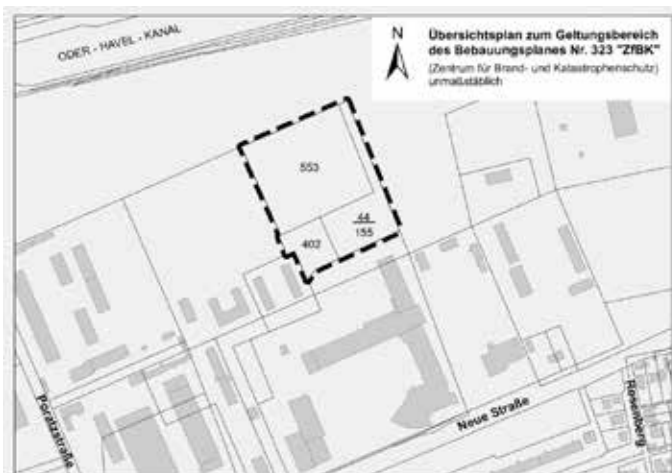 ODER - HAVEL - KANAL
N
Übersichtsplan zum Geltungsbereich
des Bebauungsplanes Nr. 323 "ZfBK"
(Zentrum für Brand- und Katastrophenschutz)
unmaßstäblich
553
44
155
402
Poratzstraße
Neue Straße
Rosenberg